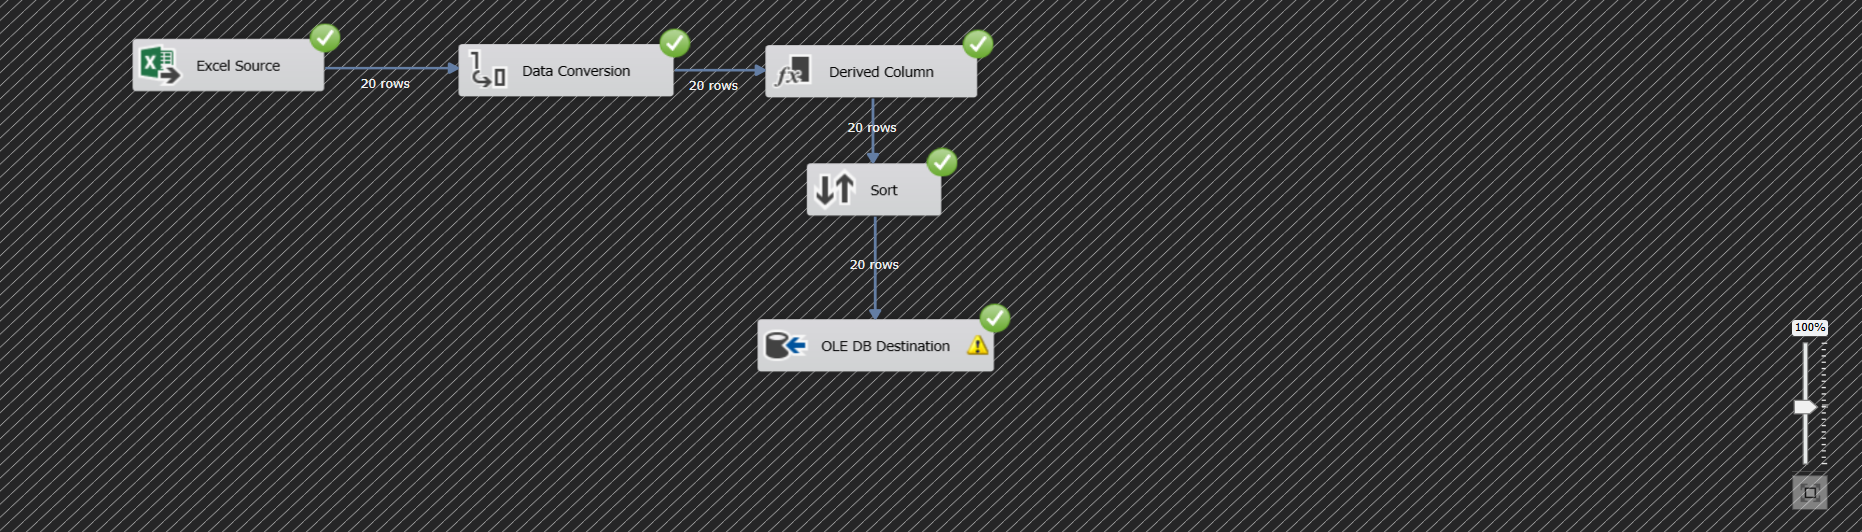 Excel Source
20 rows
Data Conversion
20 rows
Derived Column
20 rows
Sort
20 rows
OLE DB Destination
100%